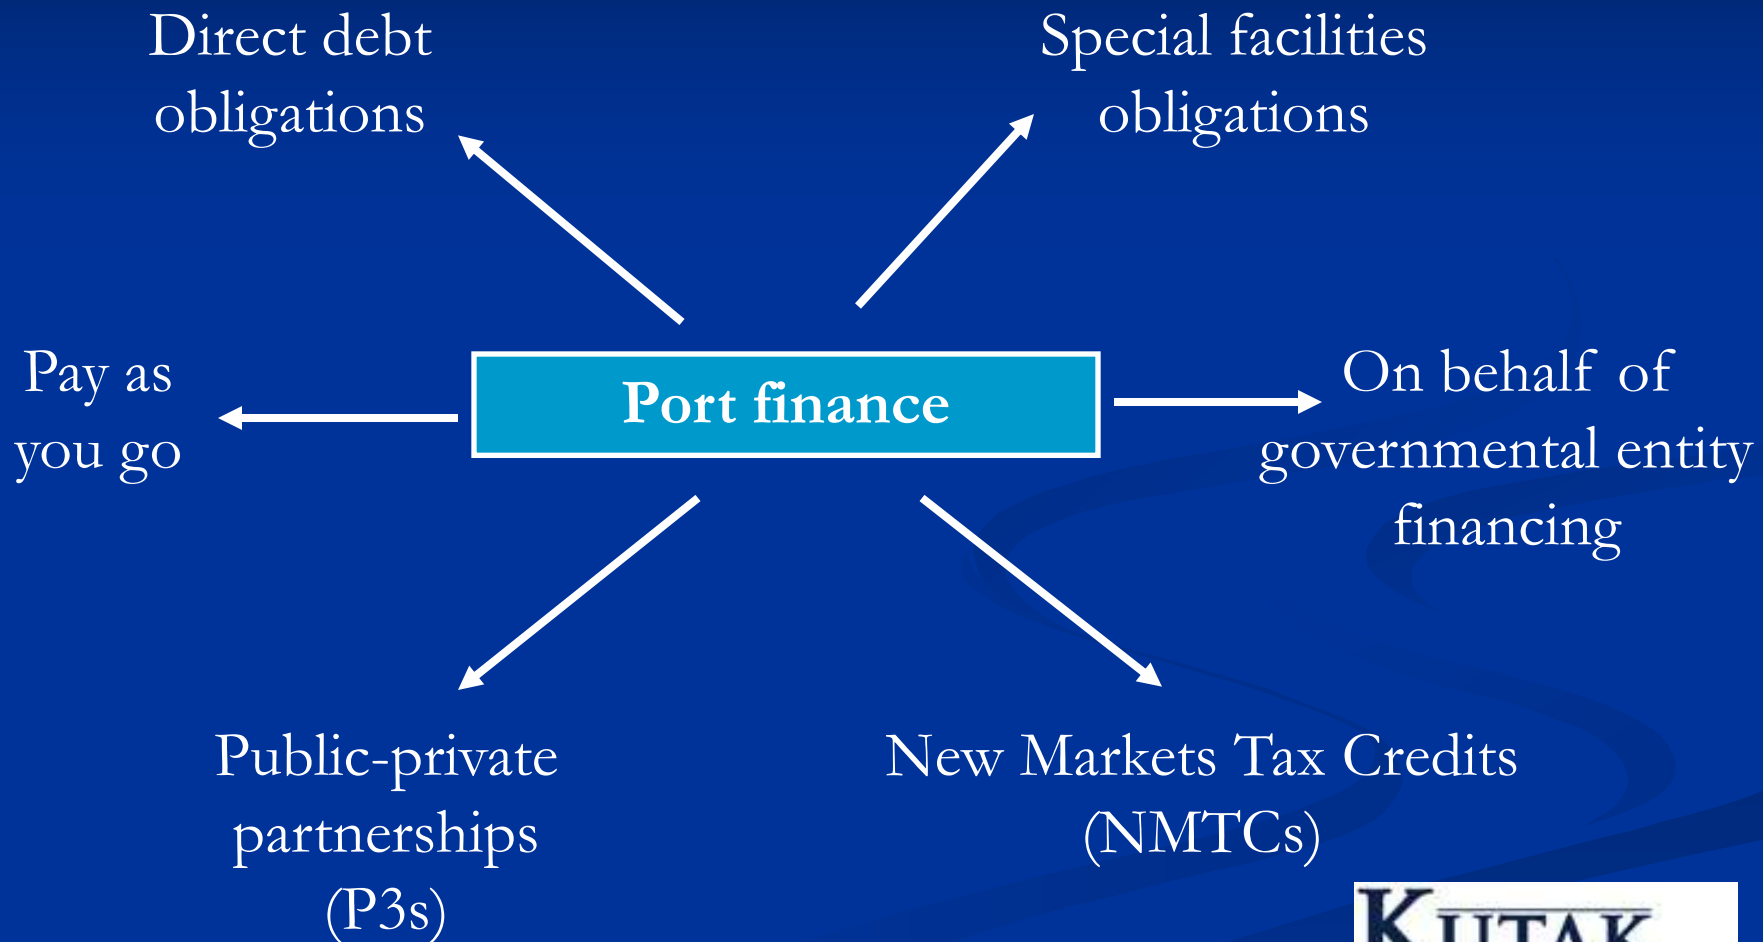 Direct debt
obligations
Special facilities
obligations
Pay as
you go
Port finance
On behalf of
governmental entity
financing
Public-private
partnerships
(P3s)
New Markets Tax Credits
(NMTCs)
KUTAK